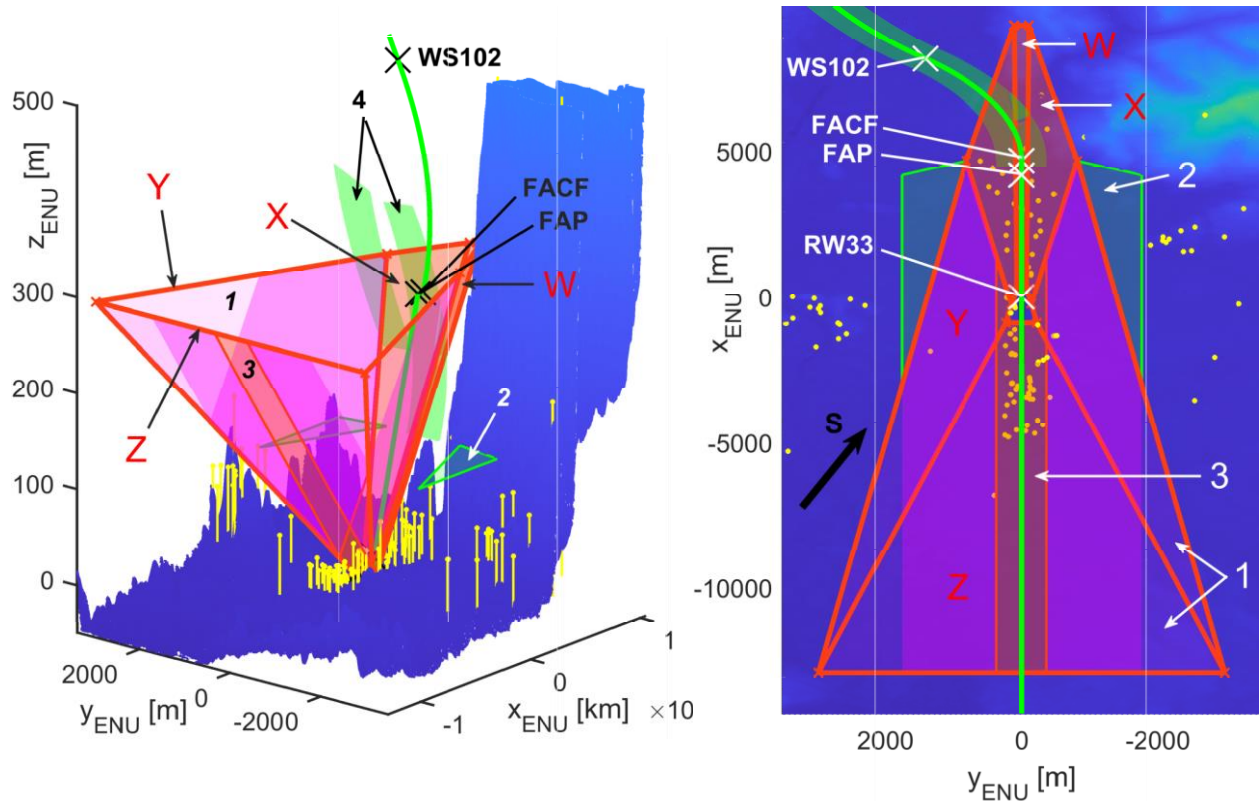 WS102
500
4
z_ENU [m]
400
Y
X
FACF
FAP
W
300
1
3
200
2
Z
100
0
2000
0
-2000
y_ENU [m]
-1
0
1
x_ENU [km]
×10
W
WS102
X
FACF
5000
FAP
2
RW33
0
x_ENU [m]
Y
-5000
S
3
-10000
Z
1
2000
0
-2000
y_ENU [m]